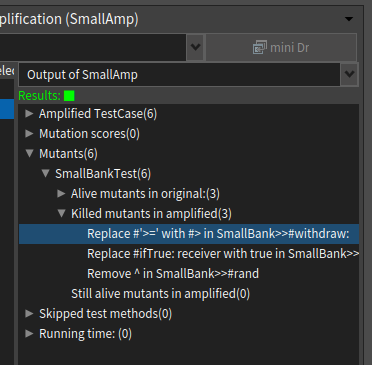 plification (SmallAmp)
mini Dr
elec
Output of SmallAmp
Results:
Amplified TestCase(6)
Mutation scores(0)
Mutants(6)
SmallBankTest(6)
Alive mutants in original:(3)
Killed mutants in amplified(3)
Replace #'>=' with #> in SmallBank>>#withdraw:
Replace #ifTrue: receiver with true in SmallBank>>
Remove ^ in SmallBank>>#rand
Still alive mutants in amplified(0)
Skipped test methods(0)
Running time: (0)